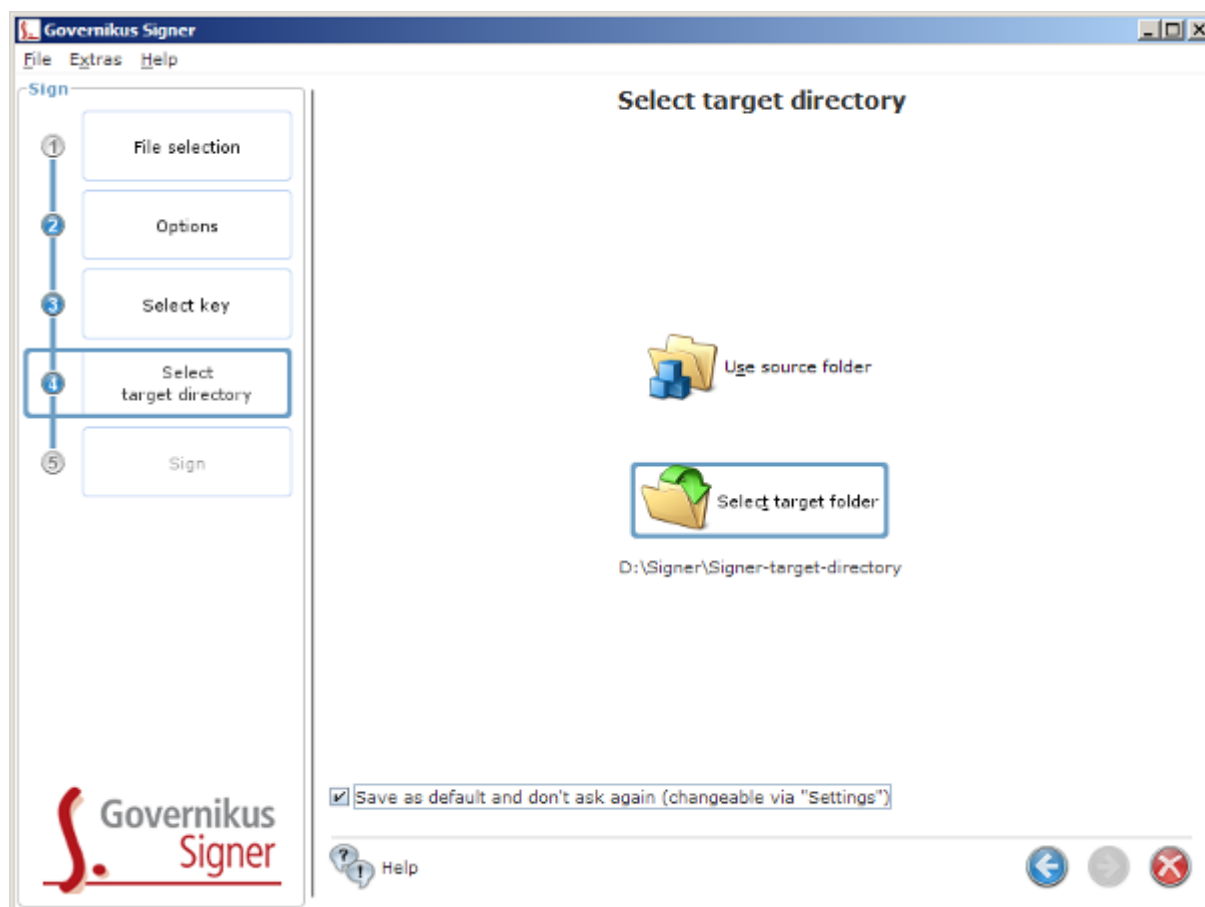 Governikus Signer
File Extras Help
Sign
Select target directory
1 File selection
2 Options
3 Select key
4 Select
target directory
5 Sign
Use source folder
Select target folder
D:\Signer\Signer-target-directory
Save as default and don't ask again (changeable via "Settings")
Governikus
Signer
Help